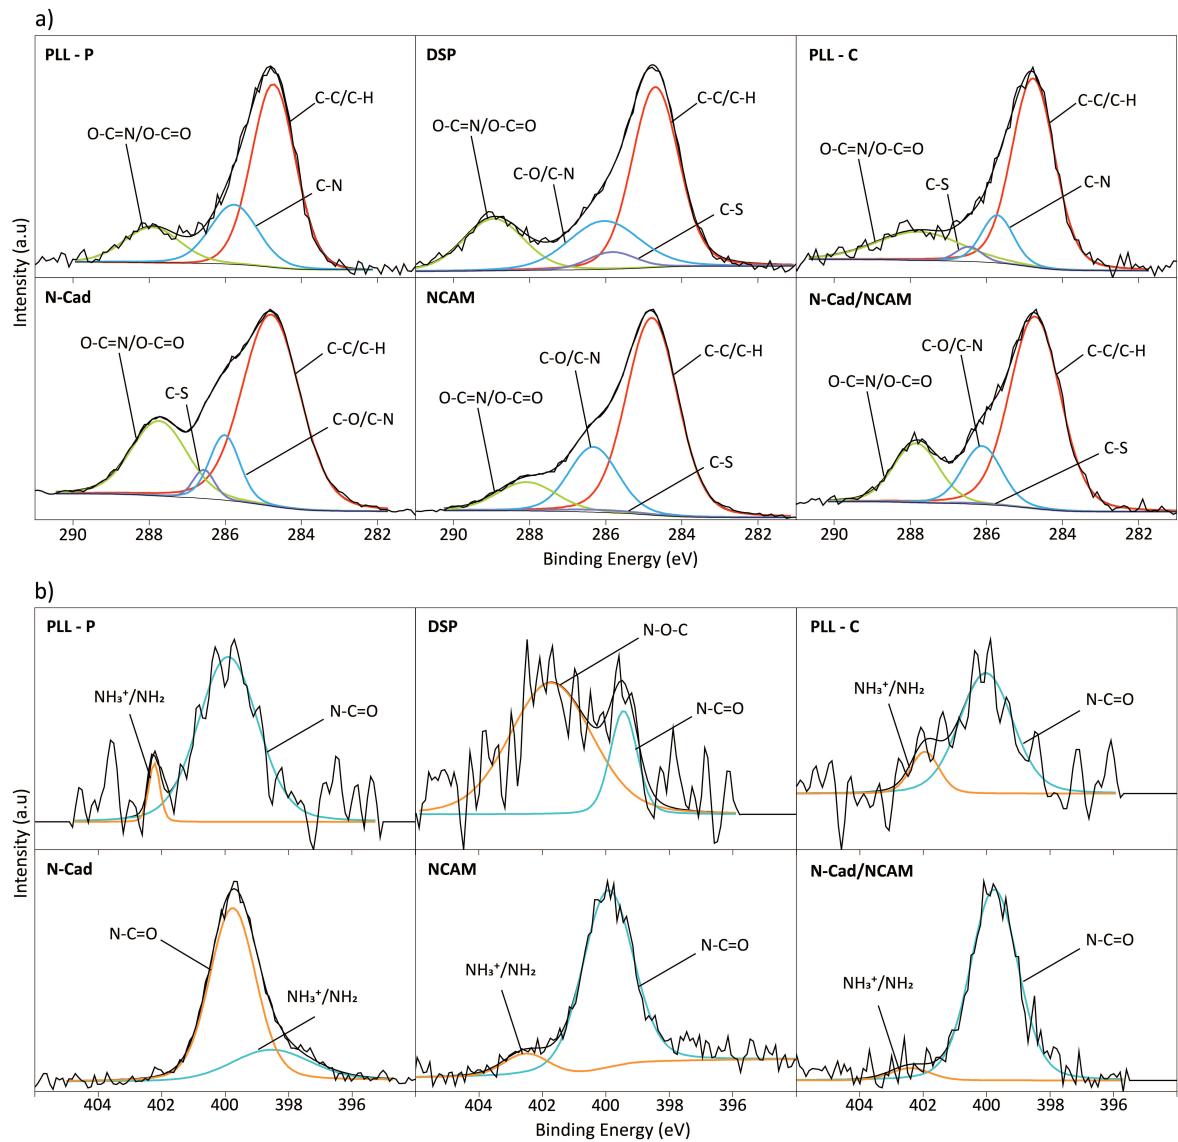 a)
PLL - P
C-C/C-H
O-C=N/O-C=O
C-N
DSP
C-C/C-H
O-C=N/O-C=O
C-O/C-N
C-S
PLL - C
C-C/C-H
O-C=N/O-C=O
C-S
C-N
Intensity (a.u)
N-Cad
O-C=N/O-C=O
C-C/C-H
C-S
C-O/C-N
NCAM
C-O/C-N
C-C/C-H
O-C=N/O-C=O
C-S
N-Cad/NCAM
C-O/C-N
C-C/C-H
O-C=N/O-C=O
C-S
290 288 286 284 282 290 288 286 284 282 290 288 286 284 282
Binding Energy (eV)
b)
PLL - P
NH₃⁺/NH₂
N-C=O
DSP
N-O-C
N-C=O
PLL - C
NH₃⁺/NH₂
N-C=O
Intensity (a.u)
N-Cad
N-C=O
NH₃⁺/NH₂
NCAM
N-C=O
NH₃⁺/NH₂
N-Cad/NCAM
N-C=O
NH₃⁺/NH₂
404 402 400 398 396 404 402 400 398 396 404 402 400 398 396
Binding Energy (eV)